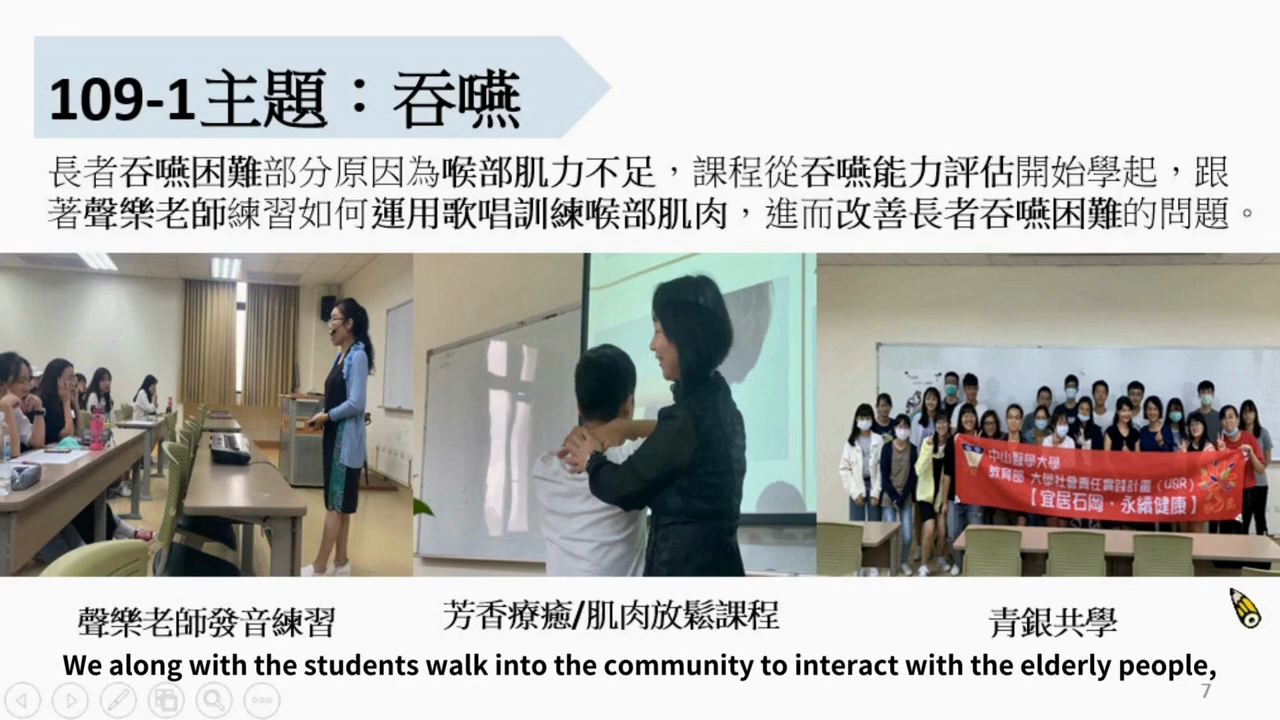 109-1主題：吞嚥
長者吞嚥困難部分原因為喉部肌力不足，課程從吞嚥能力評估開始學起，跟
著聲樂老師練習如何運用歌唱訓練喉部肌肉，進而改善長者吞嚥困難的問題。
中山醫學大學
教育部 大學社會責任實踐計畫（USR）
【宜居石岡．永續健康】
聲樂老師發音練習
芳香療癒/肌肉放鬆課程
青銀共學
We along with the students walk into the community to interact with the elderly people,
7